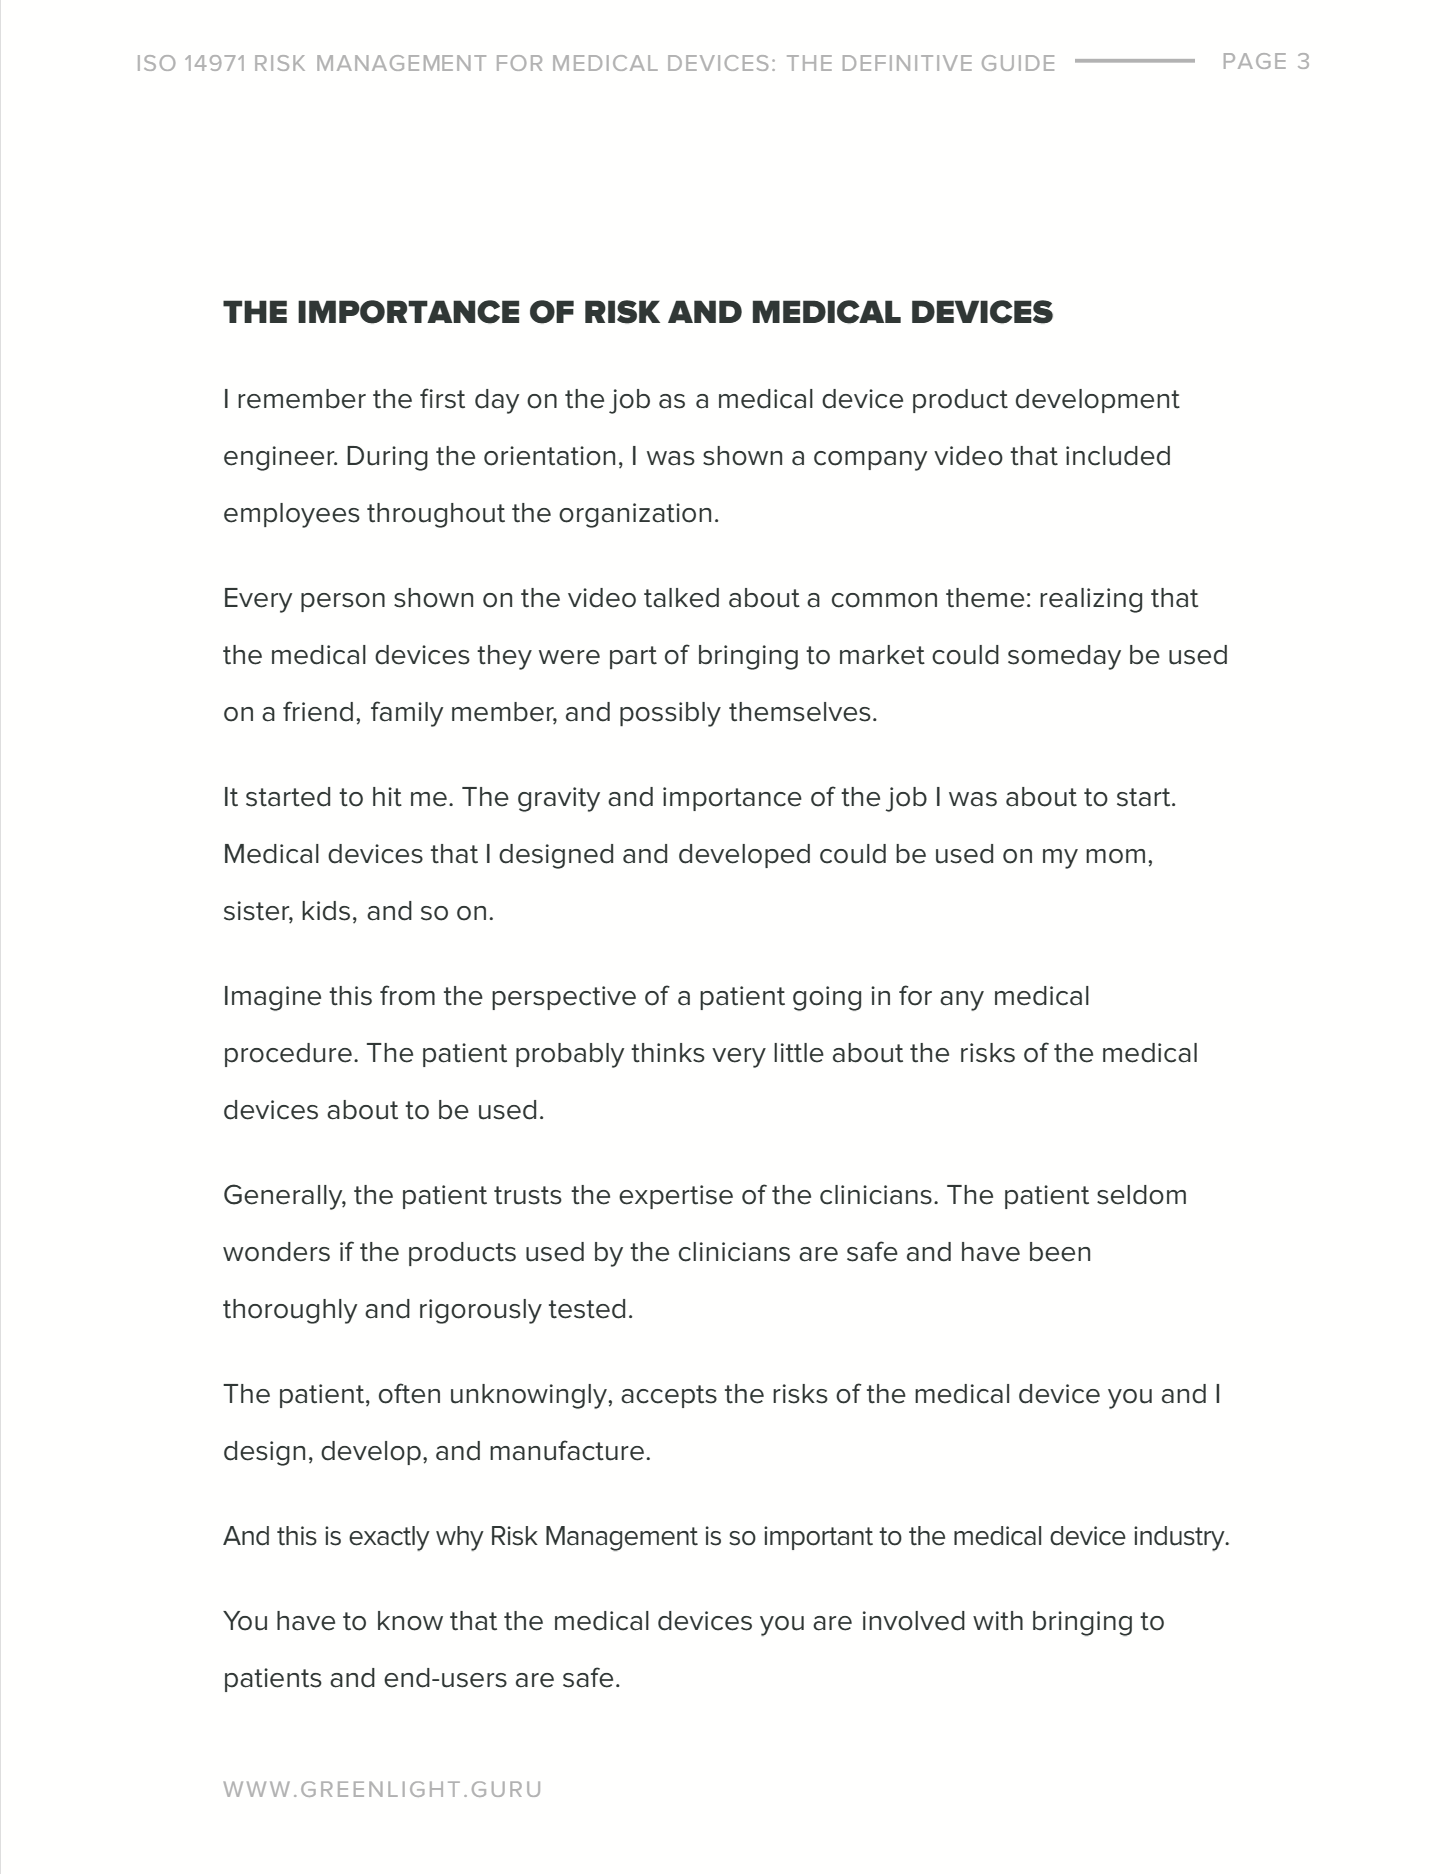 ISO 14971 RISK MANAGEMENT FOR MEDICAL DEVICES: THE DEFINITIVE GUIDE PAGE 3
THE IMPORTANCE OF RISK AND MEDICAL DEVICES
I remember the first day on the job as a medical device product development
engineer. During the orientation, I was shown a company video that included
employees throughout the organization.
Every person shown on the video talked about a common theme: realizing that
the medical devices they were part of bringing to market could someday be used
on a friend, family member, and possibly themselves.
It started to hit me. The gravity and importance of the job I was about to start.
Medical devices that I designed and developed could be used on my mom,
sister, kids, and so on.
Imagine this from the perspective of a patient going in for any medical
procedure. The patient probably thinks very little about the risks of the medical
devices about to be used.
Generally, the patient trusts the expertise of the clinicians. The patient seldom
wonders if the products used by the clinicians are safe and have been
thoroughly and rigorously tested.
The patient, often unknowingly, accepts the risks of the medical device you and I
design, develop, and manufacture.
And this is exactly why Risk Management is so important to the medical device industry.
You have to know that the medical devices you are involved with bringing to
patients and end-users are safe.
WWW.GREENLIGHT.GURU